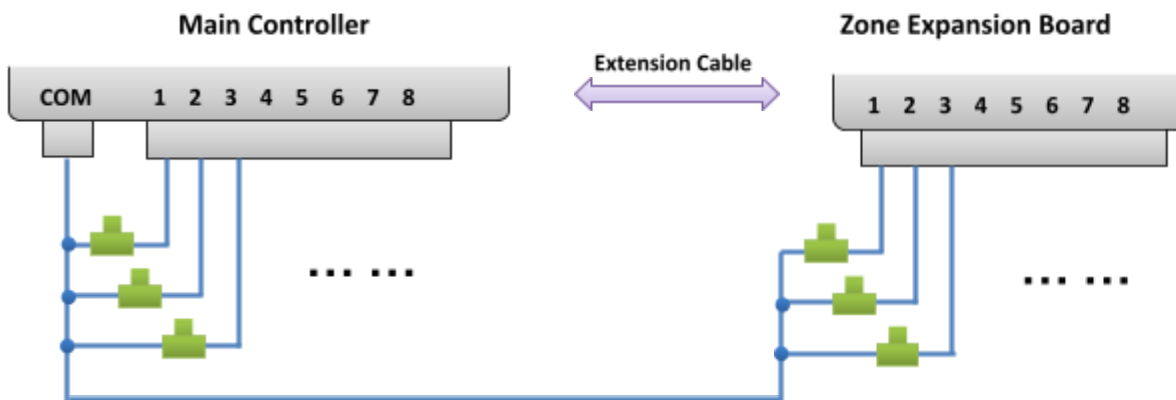 Main Controller
Zone Expansion Board
Extension Cable
COM 1 2 3 4 5 6 7 8
1 2 3 4 5 6 7 8
... ...
... ...